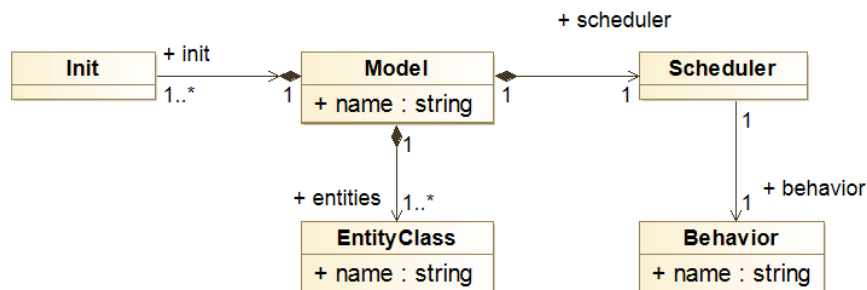 + scheduler
+ init
Init
Model
Scheduler
1..*
1
1
1
+ name : string
1
1
+ entities
1..*
+ behavior
1
EntityClass
Behavior
+ name : string
+ name : string